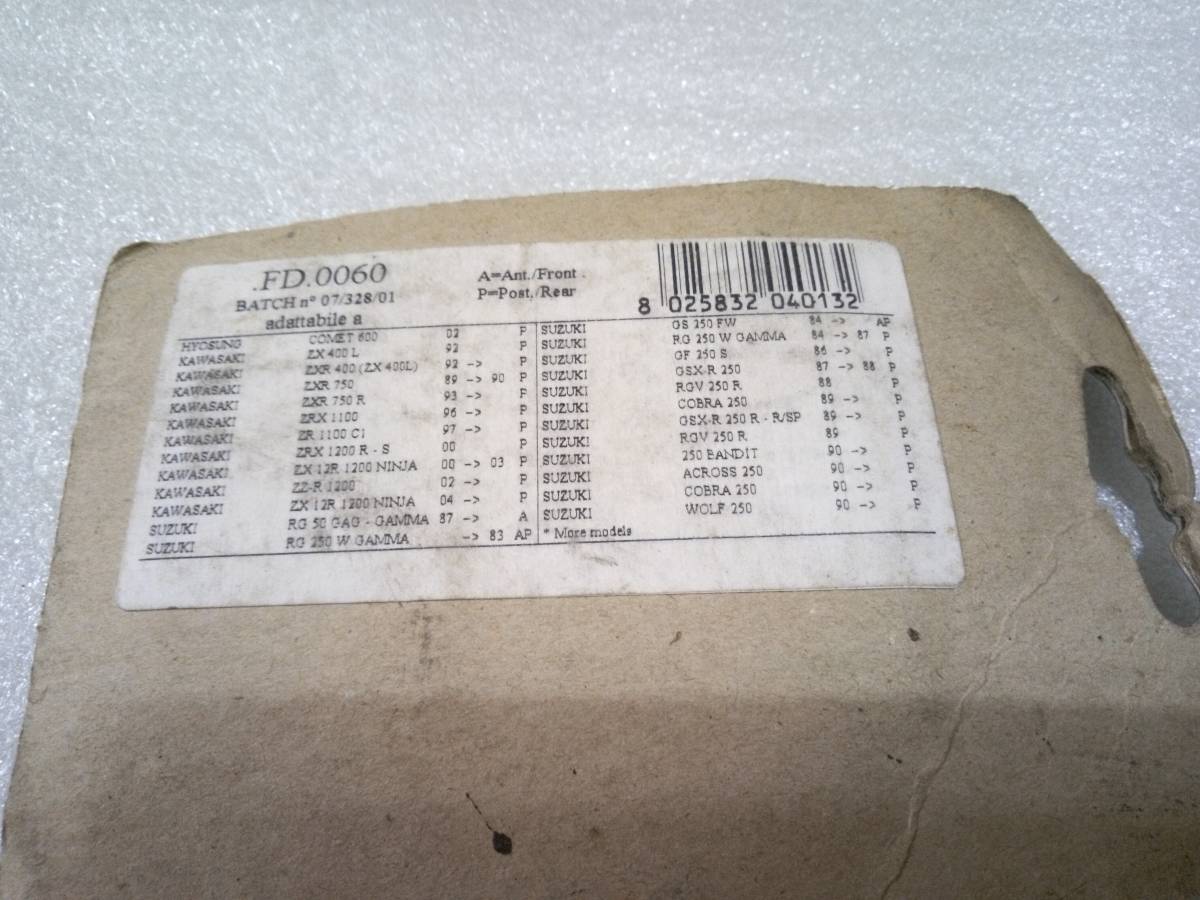 .FD.0060
BATCH n° 07/328/01
adattabile a
A=Ant./Front
P=Post./Rear
8 025832 040132
HYOSUNG COMET 600 02 P
KAWASAKI ZX 400 L 92 P
KAWASAKI ZXR 400 (ZX 400L) 92 -> P
KAWASAKI ZXR 750 89 -> 90 P
KAWASAKI ZXR 750 R 93 -> P
KAWASAKI ZRX 1100 96 -> P
KAWASAKI ZR 1100 C1 97 -> P
KAWASAKI ZRX 1200 R - S 00 P
KAWASAKI ZX 12R 1200 NINJA 00 -> 03 P
KAWASAKI ZZ-R 1200 02 -> P
KAWASAKI ZX 12R 1200 NINJA 04 -> P
SUZUKI RG 50 GAG - GAMMA 87 -> A
SUZUKI RG 250 W GAMMA -> 83 AP
SUZUKI GS 250 FW 84 -> AP
SUZUKI RG 250 W GAMMA 84 -> 87 P
SUZUKI GF 250 S 86 -> P
SUZUKI GSX-R 250 87 -> 88 P
SUZUKI RGV 250 R 88 P
SUZUKI COBRA 250 89 -> P
SUZUKI GSX-R 250 R - R/SP 89 -> P
SUZUKI RGV 250 R 89 P
SUZUKI 250 BANDIT 90 -> P
SUZUKI ACROSS 250 90 -> P
SUZUKI COBRA 250 90 -> P
SUZUKI WOLF 250 90 -> P
* More models